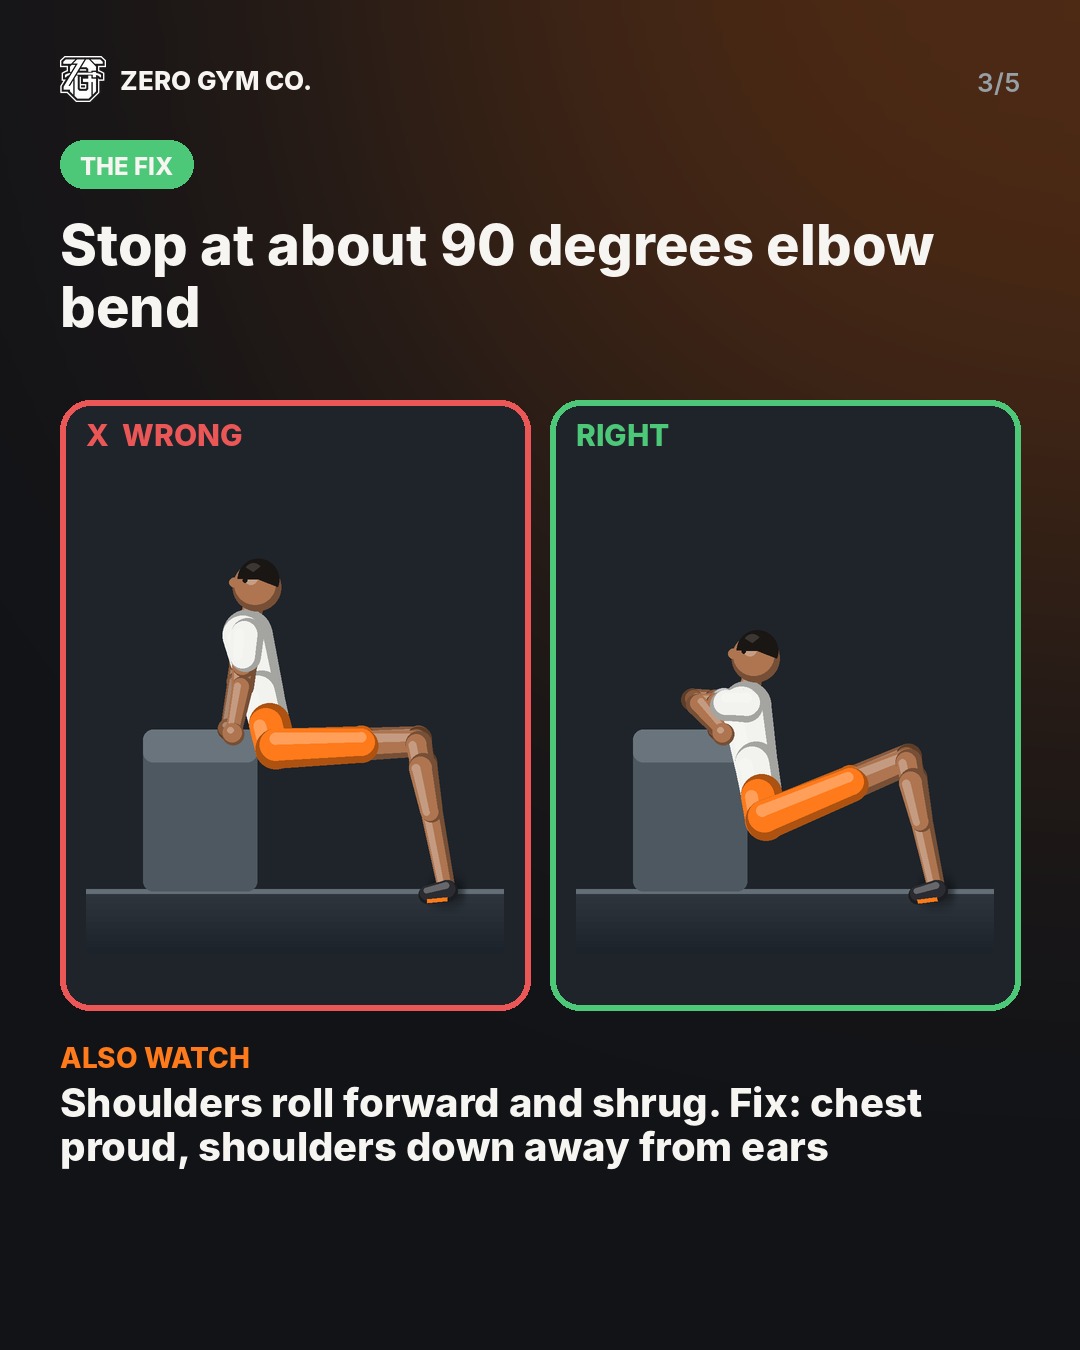 ZERO GYM CO.
3/5
THE FIX
Stop at about 90 degrees elbow
bend
X WRONG
RIGHT
ALSO WATCH
Shoulders roll forward and shrug. Fix: chest
proud, shoulders down away from ears